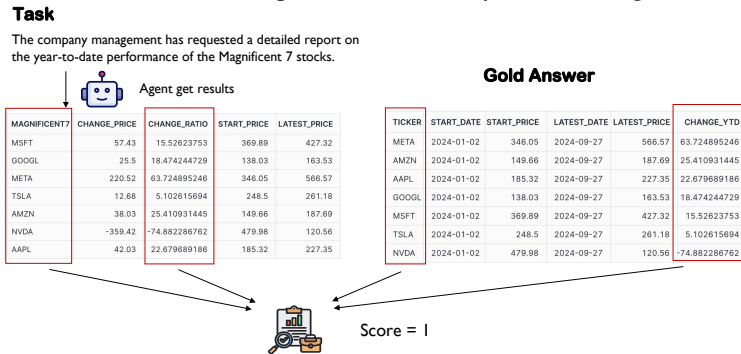 Task
The company management has requested a detailed report on
the year-to-date performance of the Magnificent 7 stocks.
Agent get results
MAGNIFICENT7 CHANGE_PRICE CHANGE_RATIO START_PRICE LATEST_PRICE
MSFT 57.43 15.52623753 369.89 427.32
GOOGL 25.5 18.474244729 138.03 163.53
META 220.52 63.724895246 346.05 566.57
TSLA 12.68 5.102615694 248.5 261.18
AMZN 38.03 25.410931445 149.66 187.69
NVDA -359.42 -74.882286762 479.98 120.56
AAPL 42.03 22.679689186 185.32 227.35
Gold Answer
TICKER START_DATE START_PRICE LATEST_DATE LATEST_PRICE CHANGE_YTD
META 2024-01-02 346.05 2024-09-27 566.57 63.724895246
AMZN 2024-01-02 149.66 2024-09-27 187.69 25.410931445
AAPL 2024-01-02 185.32 2024-09-27 227.35 22.679689186
GOOGL 2024-01-02 138.03 2024-09-27 163.53 18.474244729
MSFT 2024-01-02 369.89 2024-09-27 427.32 15.52623753
TSLA 2024-01-02 248.5 2024-09-27 261.18 5.102615694
NVDA 2024-01-02 479.98 2024-09-27 120.56 -74.882286762
Score = 1